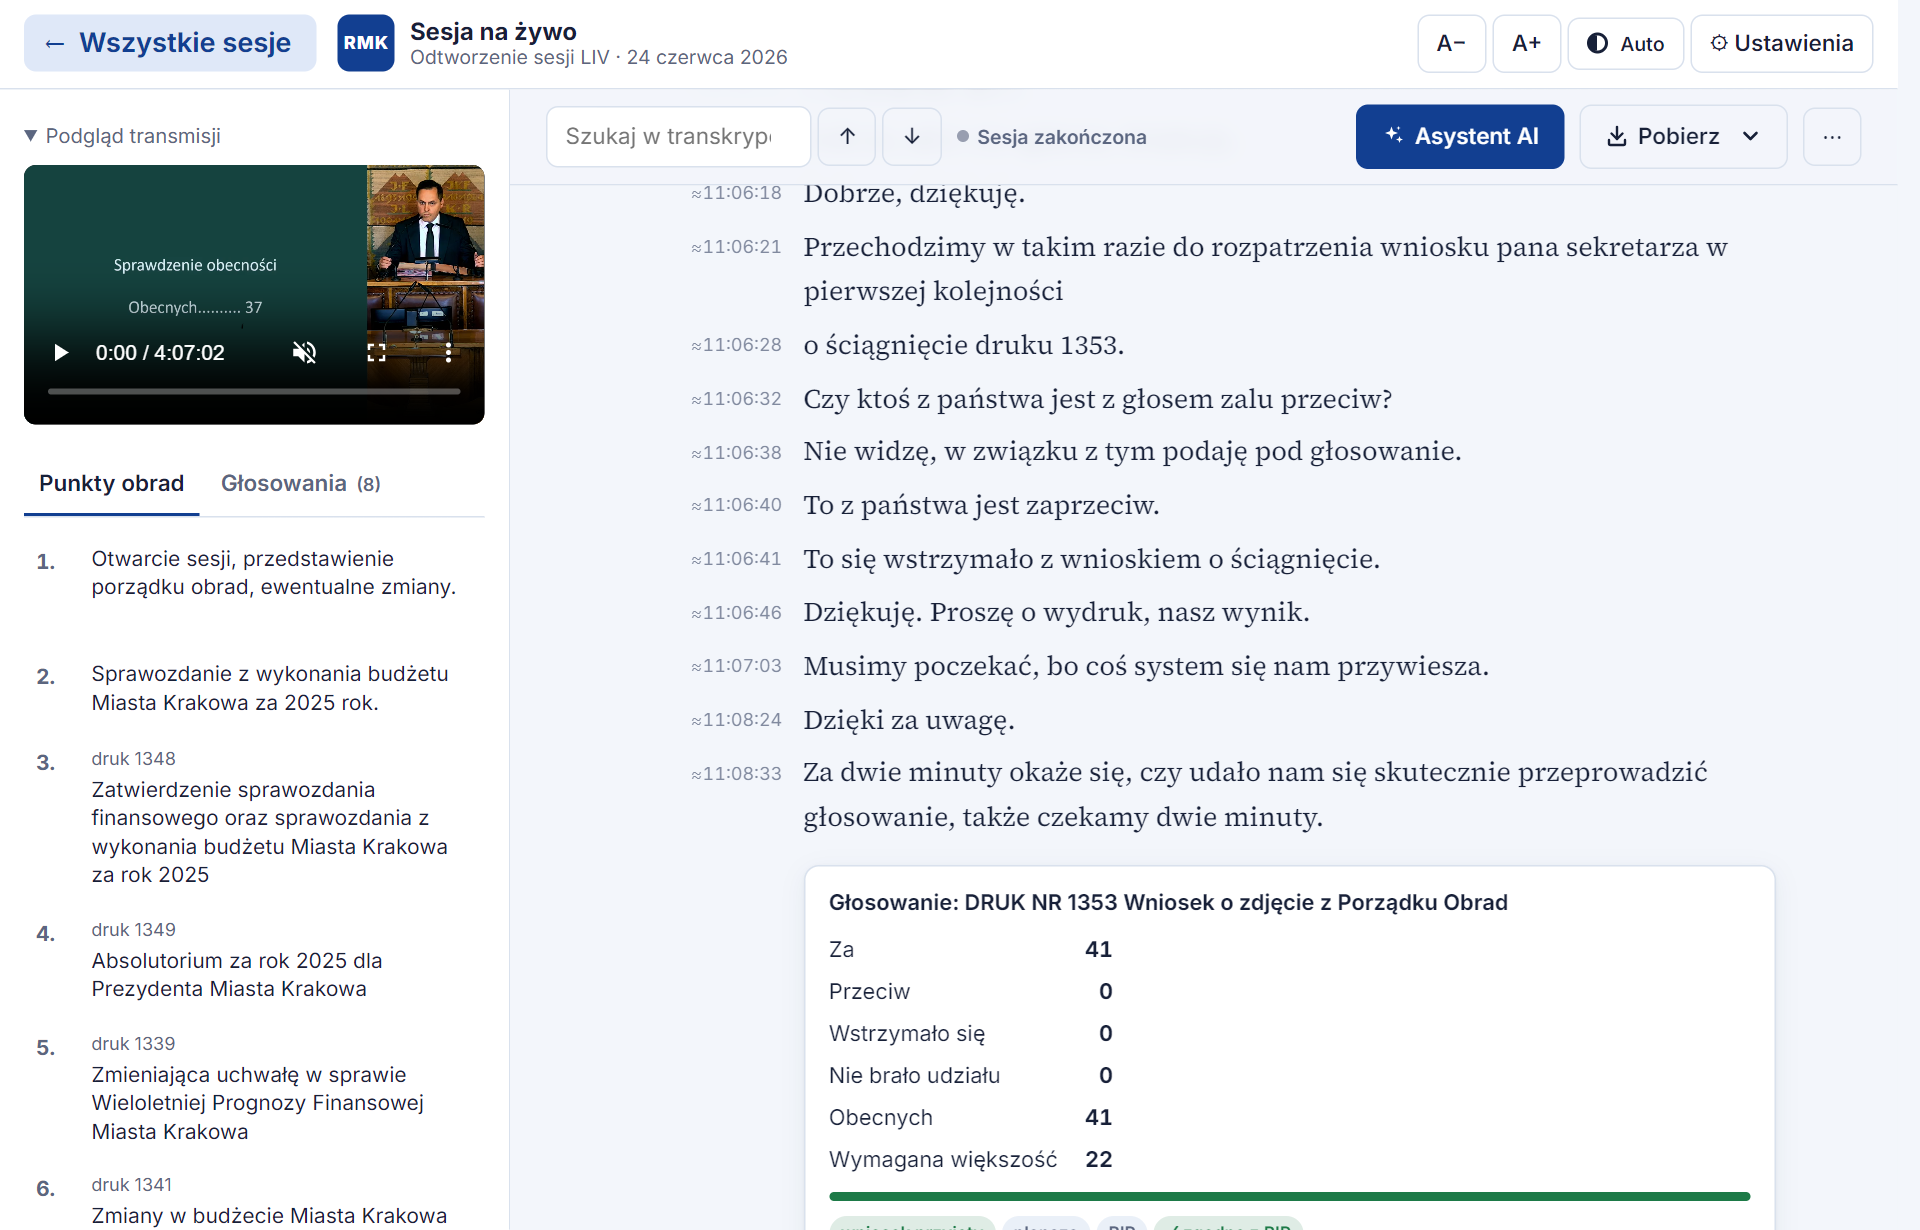 ← Wszystkie sesje
RMK
Sesja na żywo
Odtworzenie sesji LIV · 24 czerwca 2026
A−
A+
Auto
Ustawienia
▼ Podgląd transmisji
Sprawdzenie obecności
Obecnych.......... 37
0:00 / 4:07:02
Punkty obrad
Głosowania (8)
1. Otwarcie sesji, przedstawienie
porządku obrad, ewentualne zmiany.
2. Sprawozdanie z wykonania budżetu
Miasta Krakowa za 2025 rok.
3. druk 1348
Zatwierdzenie sprawozdania
finansowego oraz sprawozdania z
wykonania budżetu Miasta Krakowa
za rok 2025
4. druk 1349
Absolutorium za rok 2025 dla
Prezydenta Miasta Krakowa
5. druk 1339
Zmieniająca uchwałę w sprawie
Wieloletniej Prognozy Finansowej
Miasta Krakowa
6. druk 1341
Zmiany w budżecie Miasta Krakowa
Szukaj w transkryp
↑
↓
Sesja zakończona
Asystent AI
Pobierz
...
≈11:06:18 Dobrze, dziękuję.
≈11:06:21 Przechodzimy w takim razie do rozpatrzenia wniosku pana sekretarza w
pierwszej kolejności
≈11:06:28 o ściągnięcie druku 1353.
≈11:06:32 Czy ktoś z państwa jest z głosem zalu przeciw?
≈11:06:38 Nie widzę, w związku z tym podaję pod głosowanie.
≈11:06:40 To z państwa jest zaprzeciw.
≈11:06:41 To się wstrzymało z wnioskiem o ściągnięcie.
≈11:06:46 Dziękuję. Proszę o wydruk, nasz wynik.
≈11:07:03 Musimy poczekać, bo coś system się nam przywiesza.
≈11:08:24 Dzięki za uwagę.
≈11:08:33 Za dwie minuty okaże się, czy udało nam się skutecznie przeprowadzić
głosowanie, także czekamy dwie minuty.
Głosowanie: DRUK NR 1353 Wniosek o zdjęcie z Porządku Obrad
Za 41
Przeciw 0
Wstrzymało się 0
Nie brało udziału 0
Obecnych 41
Wymagana większość 22